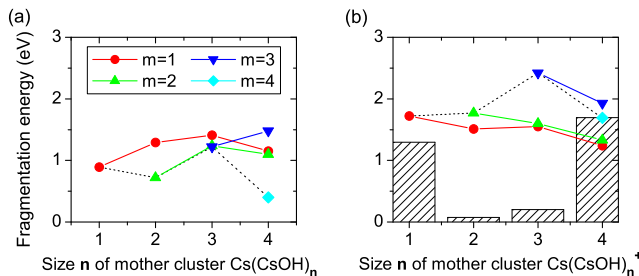 (a)
(b)
Fragmentation energy (eV)
3
2
1
0
m=1
m=3
m=2
m=4
1
2
3
4
Size n of mother cluster Cs(CsOH)n
3
2
1
0
1
2
3
4
Size n of mother cluster Cs(CsOH)n+